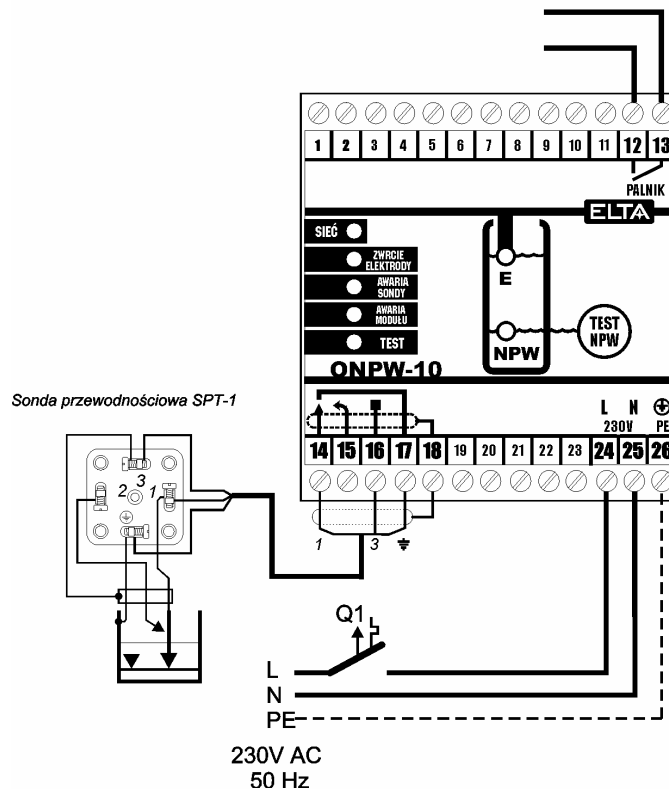 1 2 3 4 5 6 7 8 9 10 11 12 13
PALNIK
ELTA
SIEĆ
ZWRCIE
ELEKTRODY
AWARIA
SONDY
AWARIA
MODUŁU
TEST
E
NPW
TEST
NPW
ONPW-10
L N
230V PE
14 15 16 17 18 19 20 21 22 23 24 25 26
Sonda przewodnościowa SPT-1
3
2 1
1 3
Q1
L
N
PE
230V AC
50 Hz